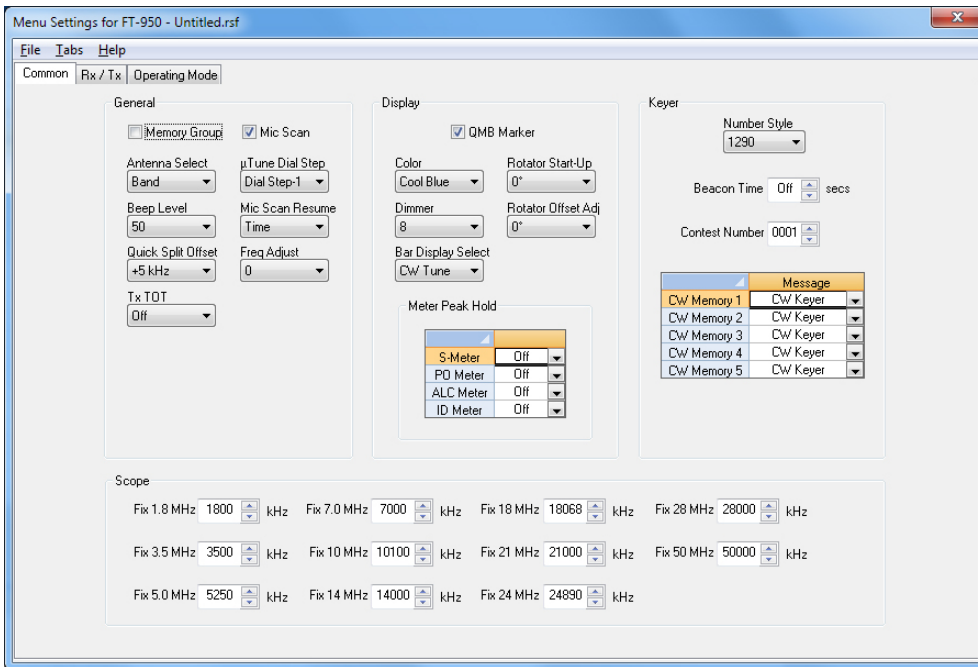 Menu Settings for FT-950 - Untitled.rsf
x
File Tabs Help
Common Rx / Tx Operating Mode
General
Memory Group Mic Scan
Antenna Select µTune Dial Step
Band Dial Step-1
Beep Level Mic Scan Resume
50 Time
Quick Split Offset Freq Adjust
+5 kHz 0
Tx TOT
Off
Display
QMB Marker
Color Rotator Start-Up
Cool Blue 0°
Dimmer Rotator Offset Adj
8 0°
Bar Display Select
CW Tune
Meter Peak Hold
S-Meter Off
PO Meter Off
ALC Meter Off
ID Meter Off
Keyer
Number Style
1290
Beacon Time Off secs
Contest Number 0001
Message
CW Memory 1 CW Keyer
CW Memory 2 CW Keyer
CW Memory 3 CW Keyer
CW Memory 4 CW Keyer
CW Memory 5 CW Keyer
Scope
Fix 1.8 MHz 1800 kHz Fix 7.0 MHz 7000 kHz Fix 18 MHz 18068 kHz Fix 28 MHz 28000 kHz
Fix 3.5 MHz 3500 kHz Fix 10 MHz 10100 kHz Fix 21 MHz 21000 kHz Fix 50 MHz 50000 kHz
Fix 5.0 MHz 5250 kHz Fix 14 MHz 14000 kHz Fix 24 MHz 24890 kHz